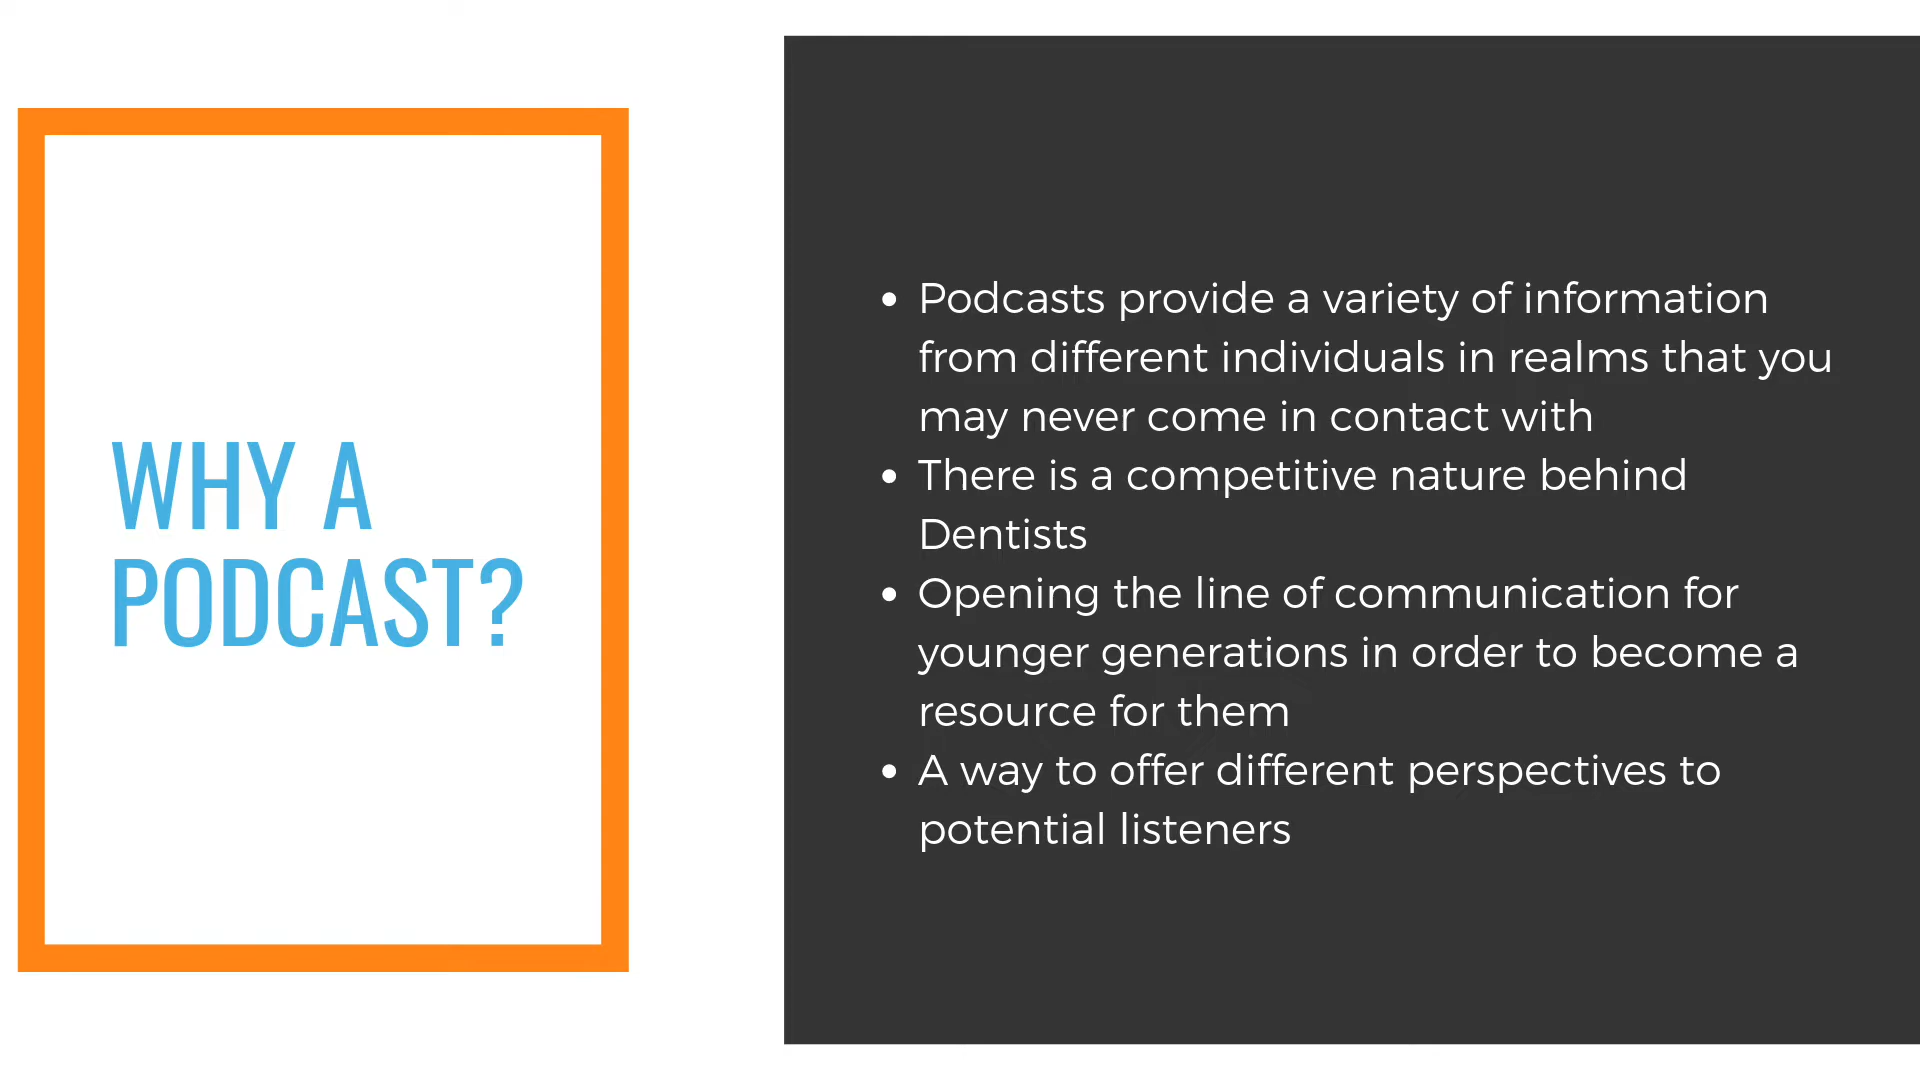 WHY A
PODCAST?
• Podcasts provide a variety of information
from different individuals in realms that you
may never come in contact with
• There is a competitive nature behind
Dentists
• Opening the line of communication for
younger generations in order to become a
resource for them
• A way to offer different perspectives to
potential listeners